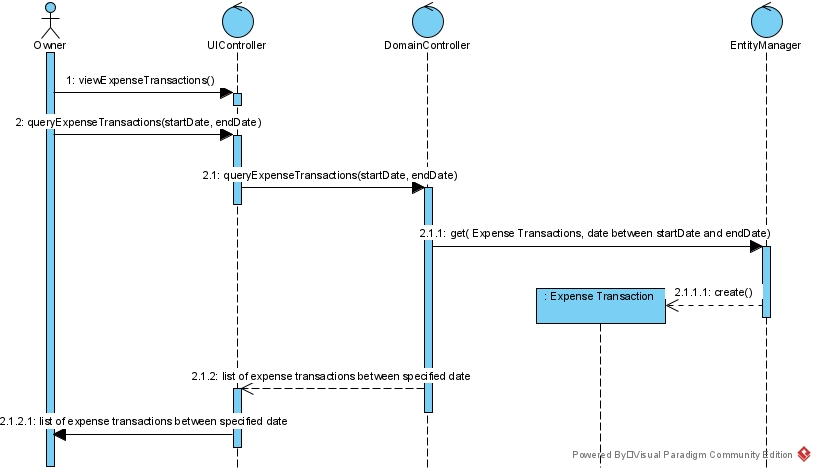 Owner
UIController
DomainController
EntityManager
1: viewExpenseTransactions()
2: queryExpenseTransactions(startDate, endDate)
2.1: queryExpenseTransactions(startDate, endDate)
2.1.1: get( Expense Transactions, date between startDate and endDate)
: Expense Transaction
2.1.1.1: create()
2.1.2: list of expense transactions between specified date
2.1.2.1: list of expense transactions between specified date
Powered By Visual Paradigm Community Edition